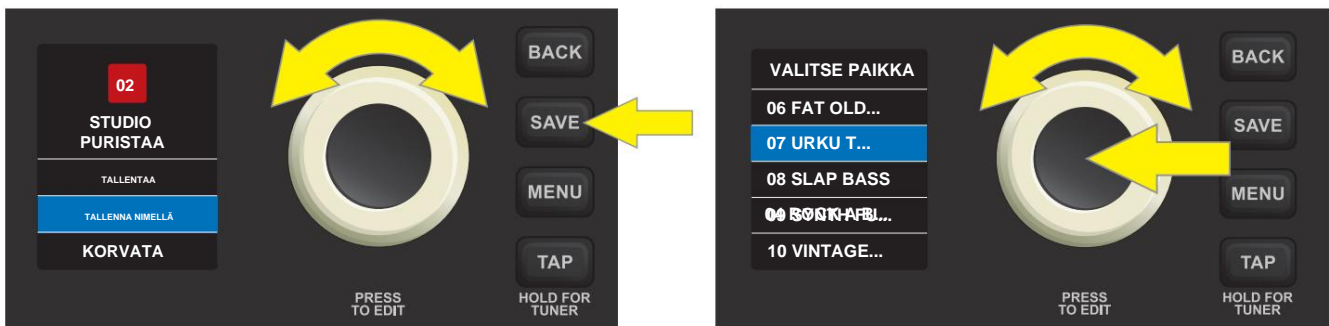 02
STUDIO
PURISTAA
TALLENTAA
TALLENNA NIMELLÄ
KORVATA
BACK
SAVE
MENU
TAP
PRESS
TO EDIT
HOLD FOR
TUNER
VALITSE PAIKKA
06 FAT OLD...
07 URKU T...
08 SLAP BASS
10 VINTAGE...
BACK
SAVE
MENU
TAP
PRESS
TO EDIT
HOLD FOR
TUNER